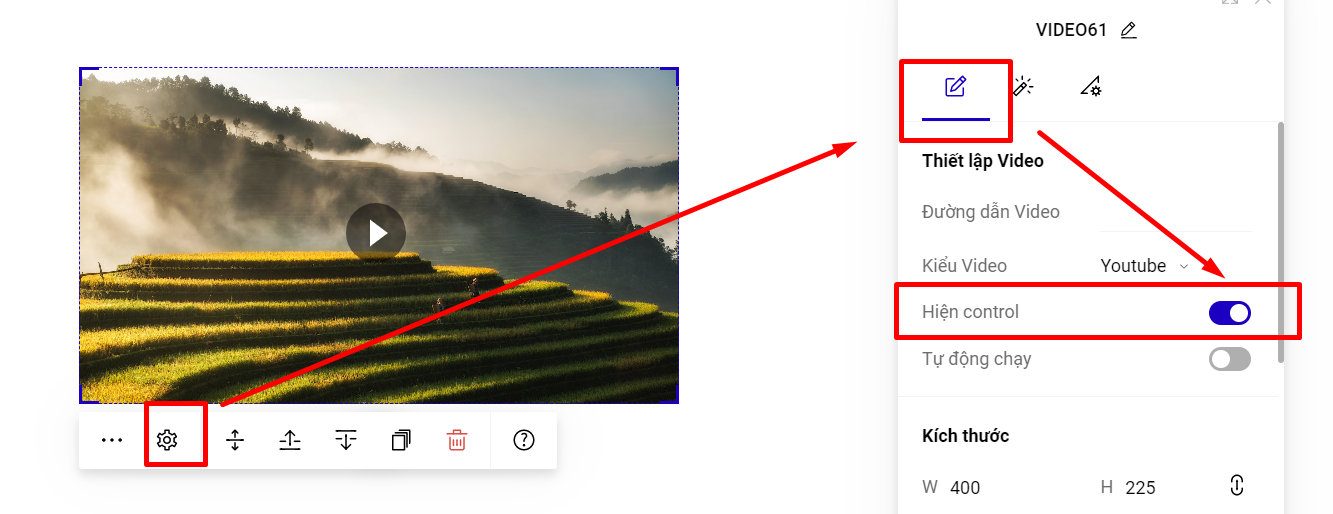 VIDEO61
Thiết lập Video
Đường dẫn Video
Kiểu Video Youtube
Hiện control
Tự động chạy
Kích thước
W 400 H 225